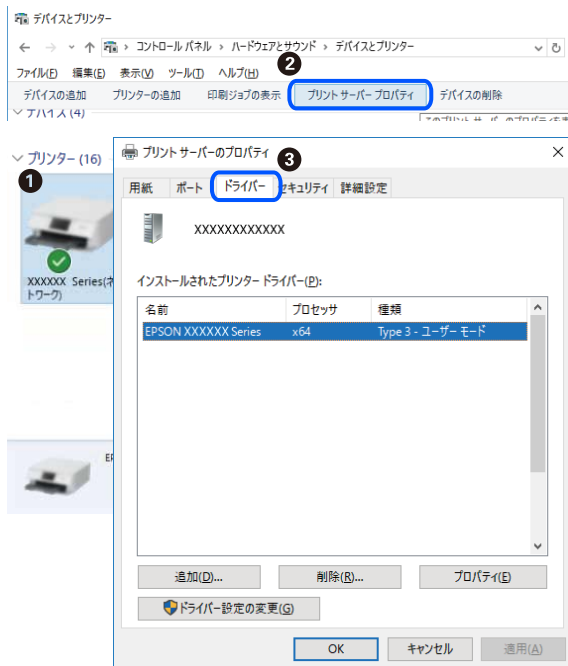 デバイスとプリンター
コントロール パネル › ハードウェアとサウンド › デバイスとプリンター
ファイル(F) 編集(E) 表示(V) ツール(T) ヘルプ(H)
2
デバイスの追加 プリンターの追加 印刷ジョブの表示 プリント サーバー プロパティ デバイスの削除
デバイス (4)
プリンター (16)
1
XXXXXX Series(ネ
トワーク)
プリント サーバーのプロパティ
3
用紙 ポート ドライバー セキュリティ 詳細設定
XXXXXXXXXXXX
インストールされたプリンター ドライバー(P):
名前 プロセッサ 種類
EPSON XXXXXX Series x64 Type 3 - ユーザー モード
追加(D)... 削除(R)... プロパティ(E)
ドライバー設定の変更(G)
OK キャンセル 適用(A)